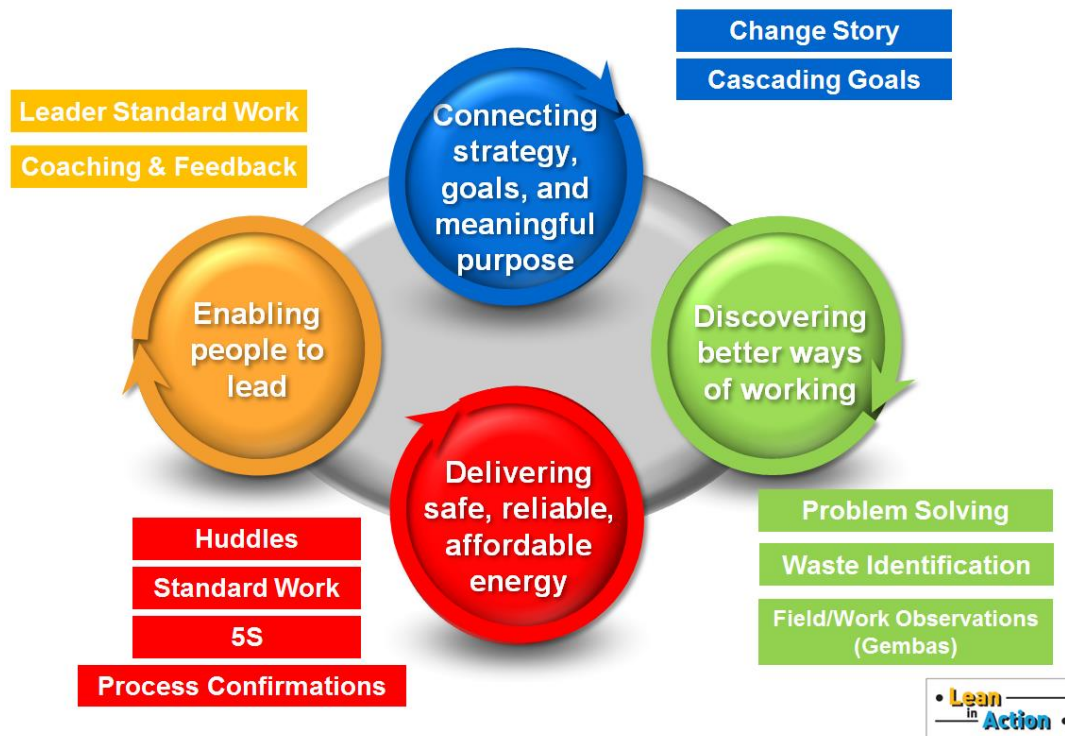 Change Story
Cascading Goals
Leader Standard Work
Coaching & Feedback
Connecting
strategy,
goals, and
meaningful
purpose
Enabling
people to
lead
Discovering
better ways
of working
Delivering
safe, reliable,
affordable
energy
Huddles
Standard Work
5S
Process Confirmations
Problem Solving
Waste Identification
Field/Work Observations
(Gembas)
• Lean
in Action •